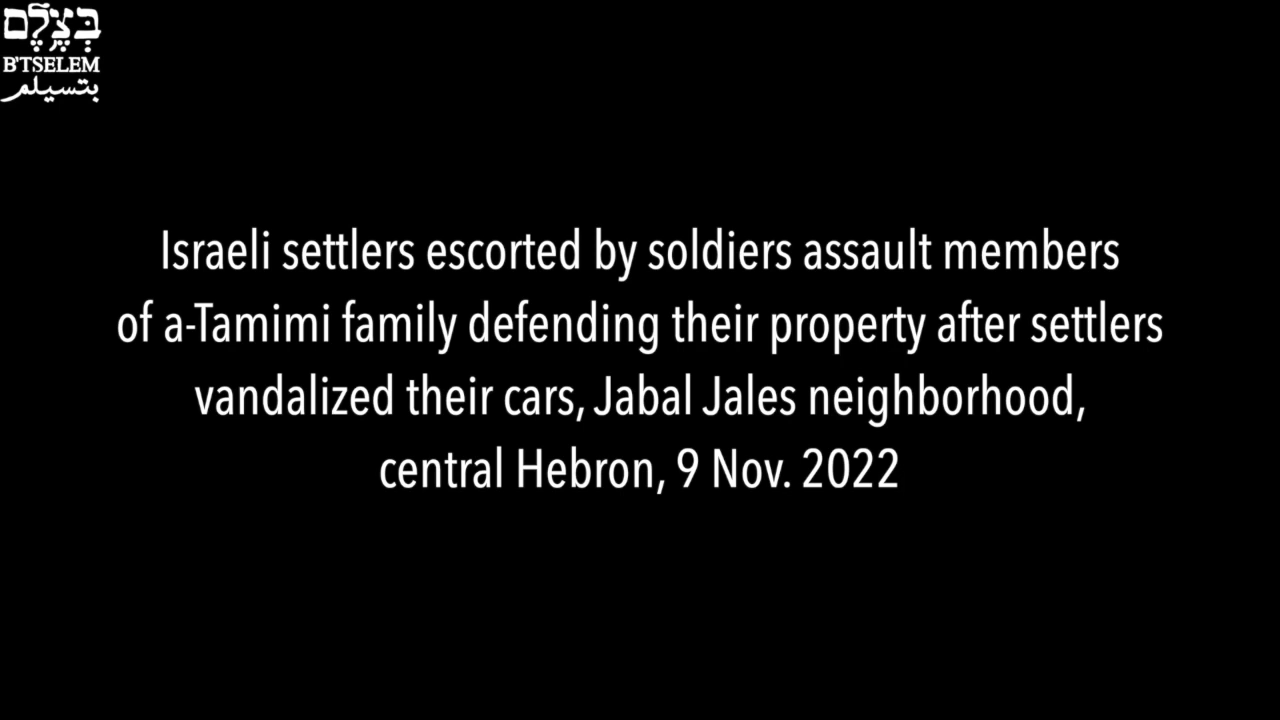 בְּצֶלֶם
B'TSELEM
بتسيلم
Israeli settlers escorted by soldiers assault members
of a-Tamimi family defending their property after settlers
vandalized their cars, Jabal Jales neighborhood,
central Hebron, 9 Nov. 2022